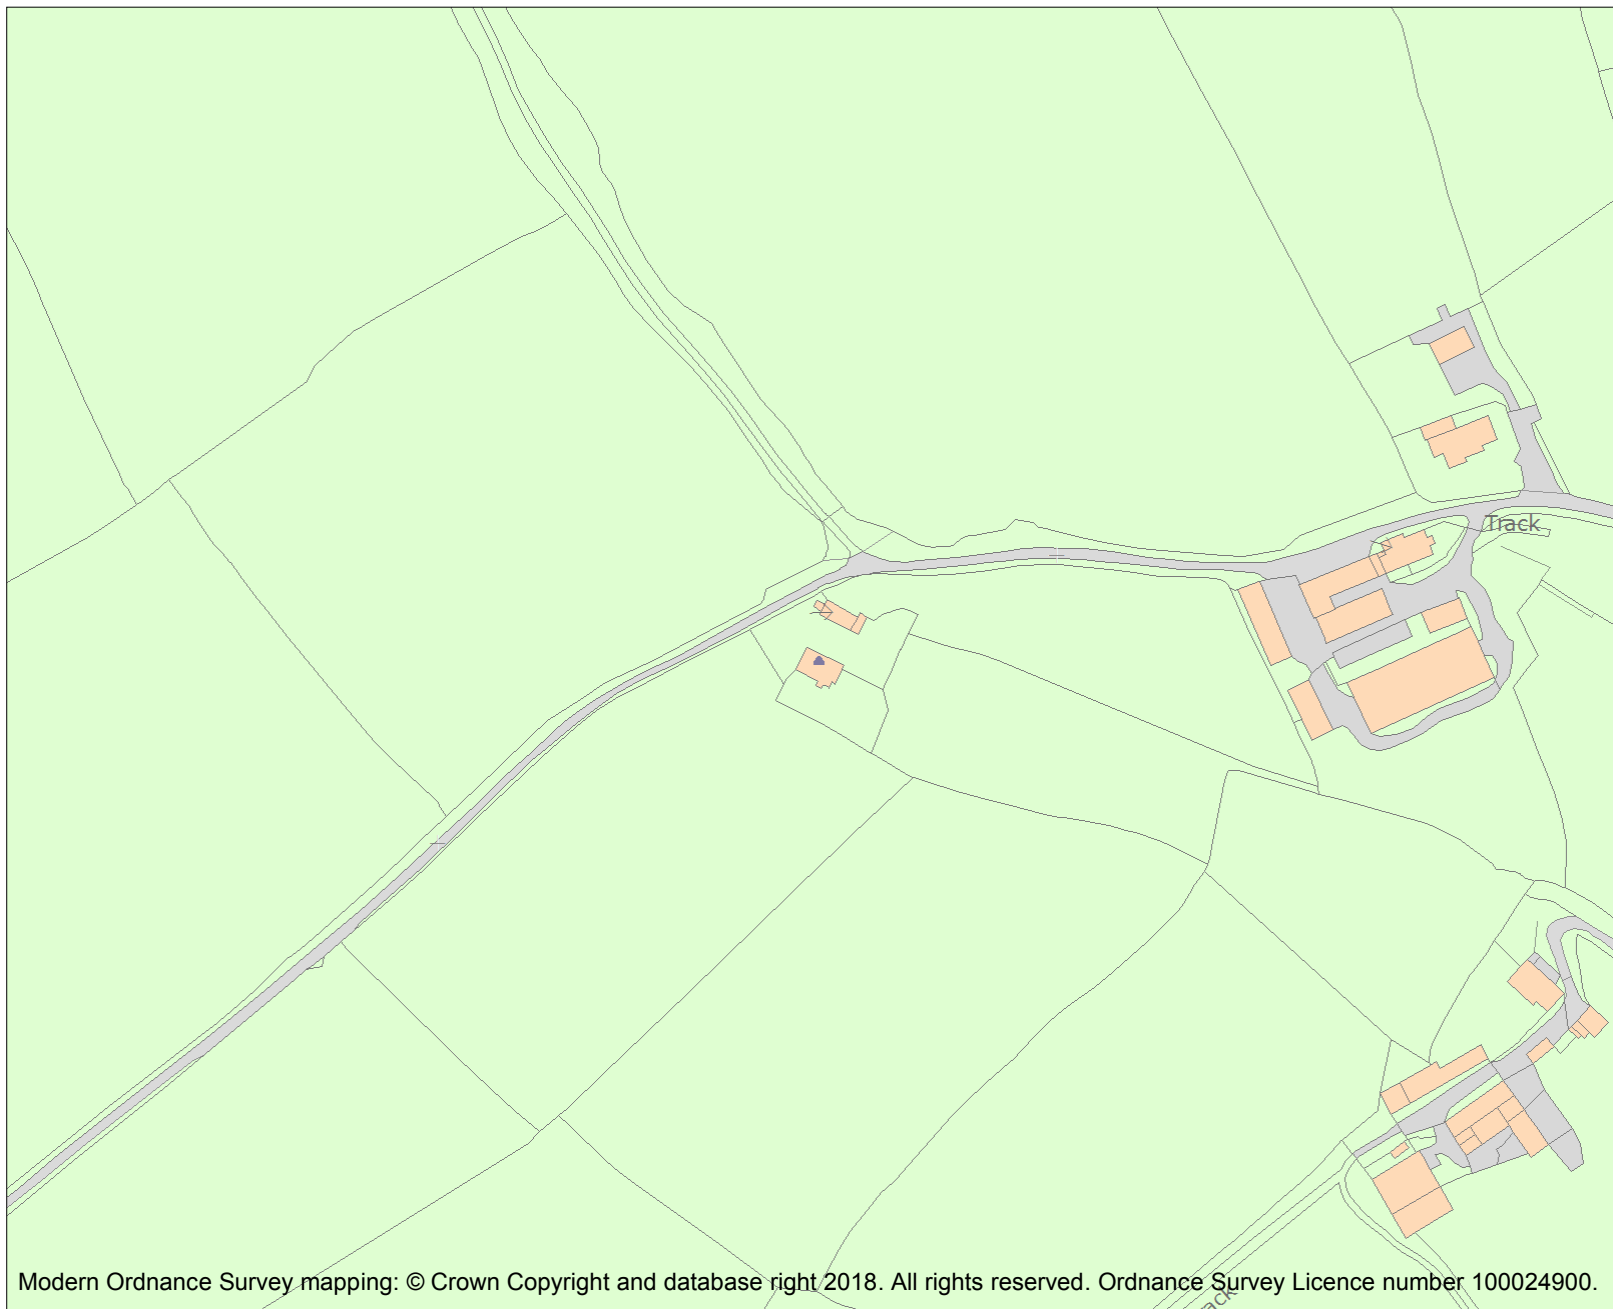 Track
Modern Ordnance Survey mapping: © Crown Copyright and database right 2018. All rights reserved. Ordnance Survey Licence number 100024900.